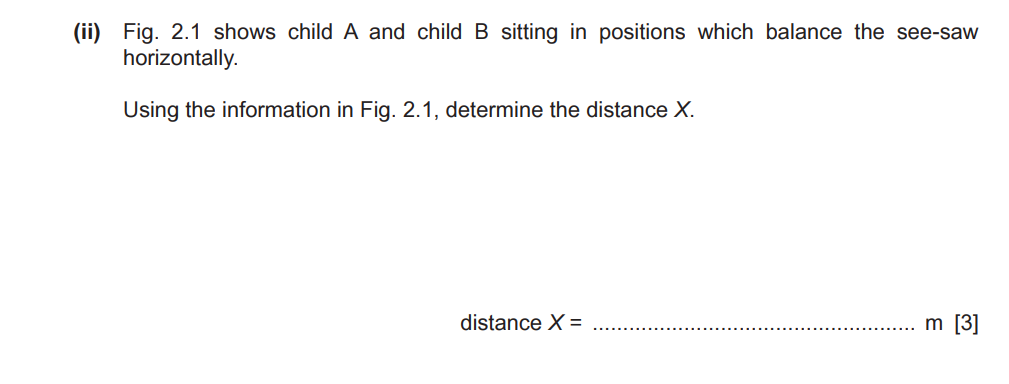 (ii) Fig. 2.1 shows child A and child B sitting in positions which balance the see-saw
horizontally.
Using the information in Fig. 2.1, determine the distance X.
distance X = ...................................................... m [3]